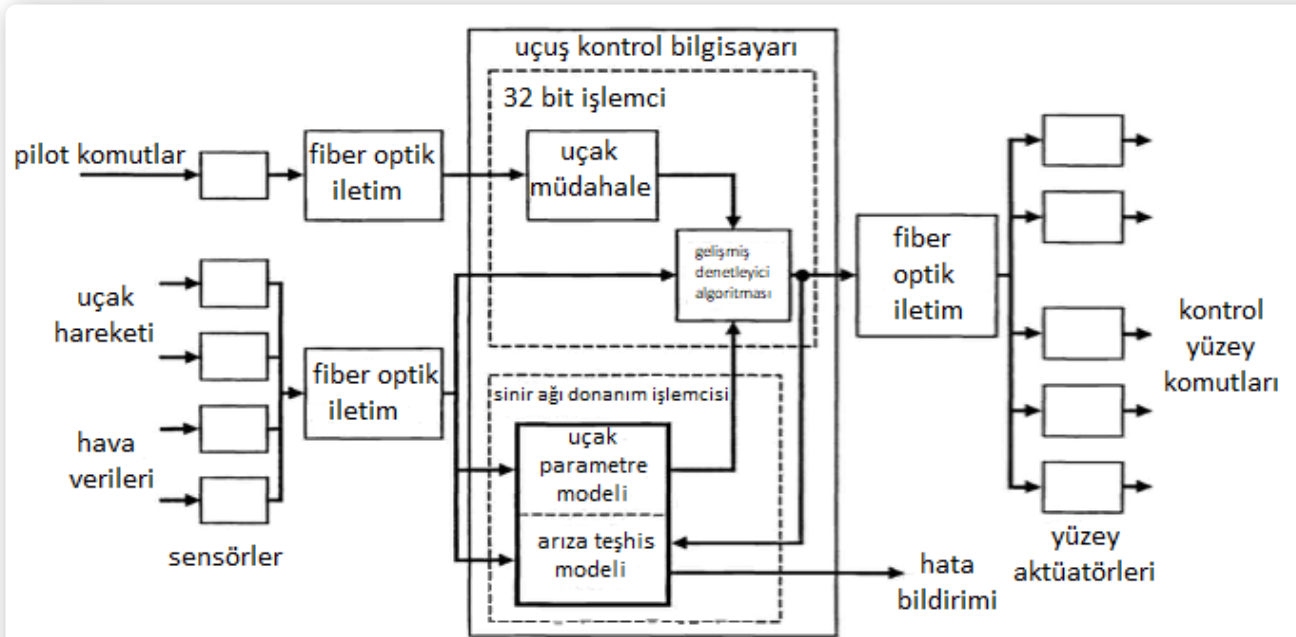 uçuş kontrol bilgisayarı
32 bit işlemci
pilot komutlar
fiber optik
iletim
uçak
müdahale
gelişmiş
denetleyici
algoritması
fiber
optik
iletim
uçak
hareketi
fiber optik
iletim
hava
verileri
sensörler
sinir ağı donanım işlemcisi
uçak
parametre
modeli
arıza teşhis
modeli
hata
bildirimi
kontrol
yüzey
komutları
yüzey
aktüatörleri